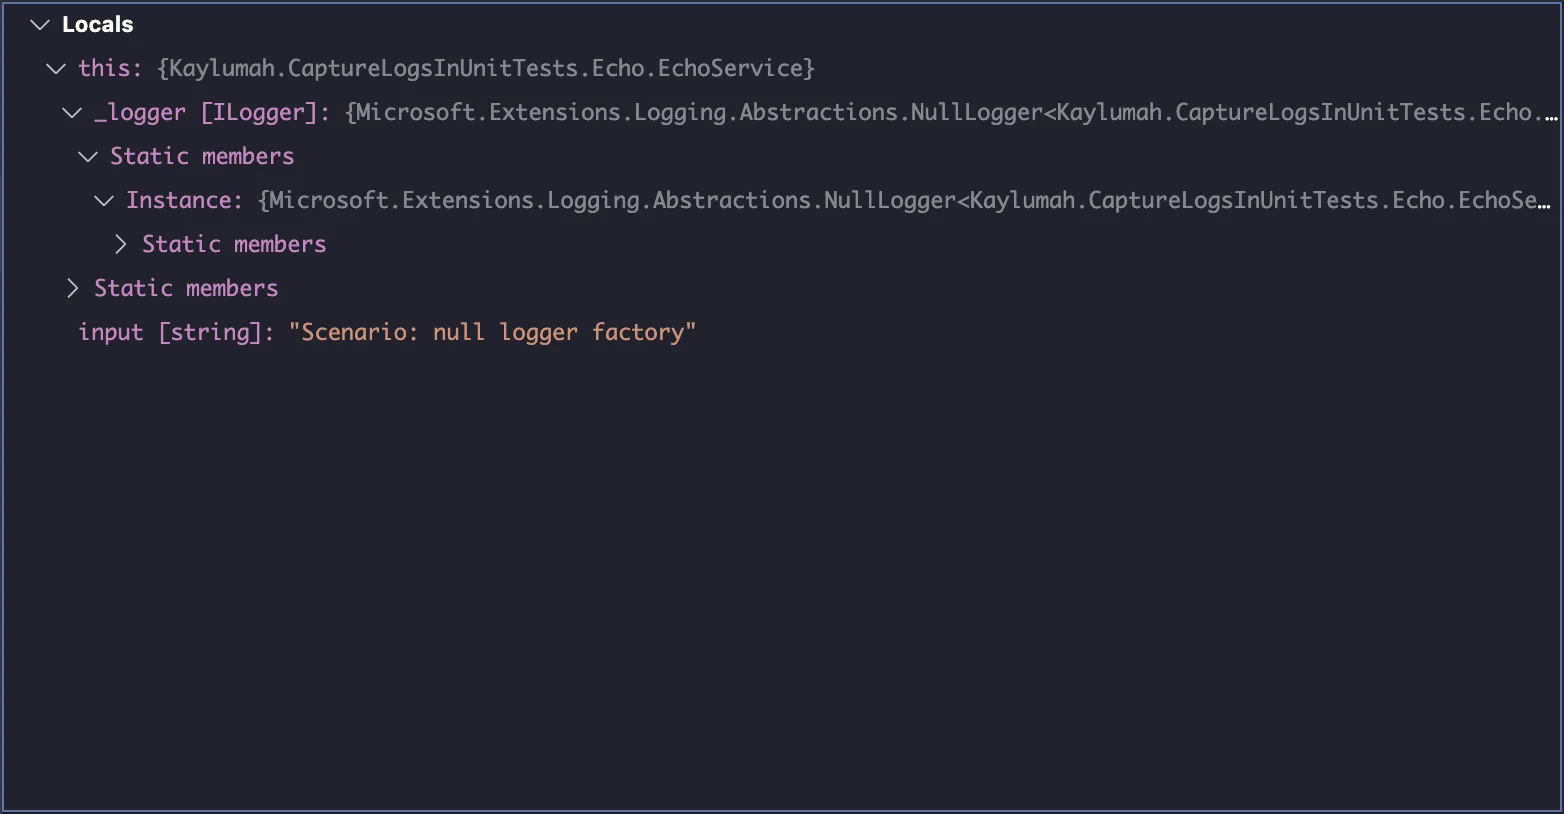 Locals
this: {Kaylumah.CaptureLogsInUnitTests.Echo.EchoService}
_logger [ILogger]: {Microsoft.Extensions.Logging.Abstractions.NullLogger<Kaylumah.CaptureLogsInUnitTests.Echo.…
Static members
Instance: {Microsoft.Extensions.Logging.Abstractions.NullLogger<Kaylumah.CaptureLogsInUnitTests.Echo.EchoSe…
Static members
Static members
input [string]: "Scenario: null logger factory"